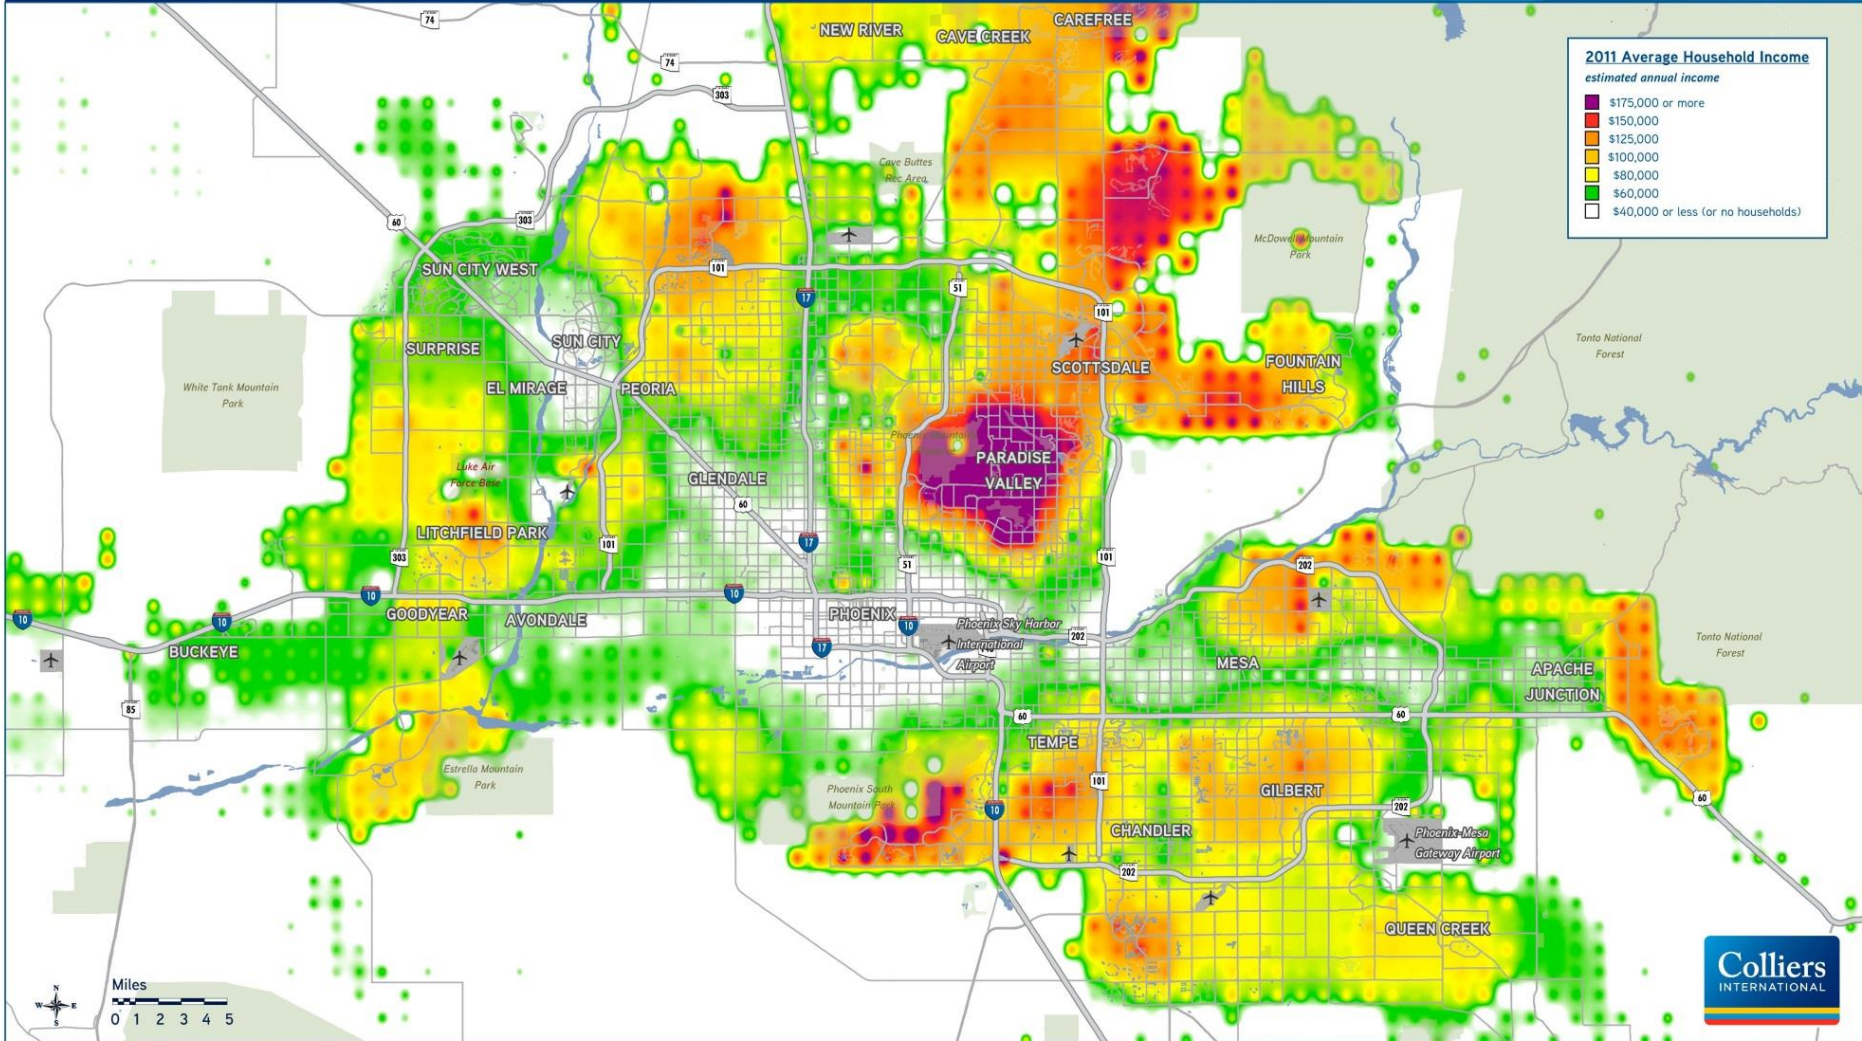 74
NEW RIVER
CAVE CREEK
CAREFREE
74
303
2011 Average Household Income
estimated annual income
$175,000 or more
$150,000
$125,000
$100,000
$80,000
$60,000
$40,000 or less (or no households)
Cave Buttes
Rec Area
60
303
McDowell Mountain
Park
SUN CITY WEST
101
17
51
101
SURPRISE
SUN CITY
EL MIRAGE
PEORIA
SCOTTSDALE
FOUNTAIN
HILLS
Tonto National
Forest
White Tank Mountain
Park
Phoenix Mountain
PARADISE
VALLEY
Luke Air
Force Base
GLENDALE
60
LITCHFIELD PARK
303
101
17
51
101
202
10
10
10
10
GOODYEAR
AVONDALE
PHOENIX
10
Phoenix Sky Harbor
International
Airport
202
17
BUCKEYE
MESA
APACHE
JUNCTION
Tonto National
Forest
85
60
60
TEMPE
Estrella Mountain
Park
Phoenix South
Mountain Park
10
101
GILBERT
202
60
CHANDLER
Phoenix-Mesa
Gateway Airport
202
QUEEN CREEK
Miles
0 1 2 3 4 5
N
W E
S
Colliers
INTERNATIONAL